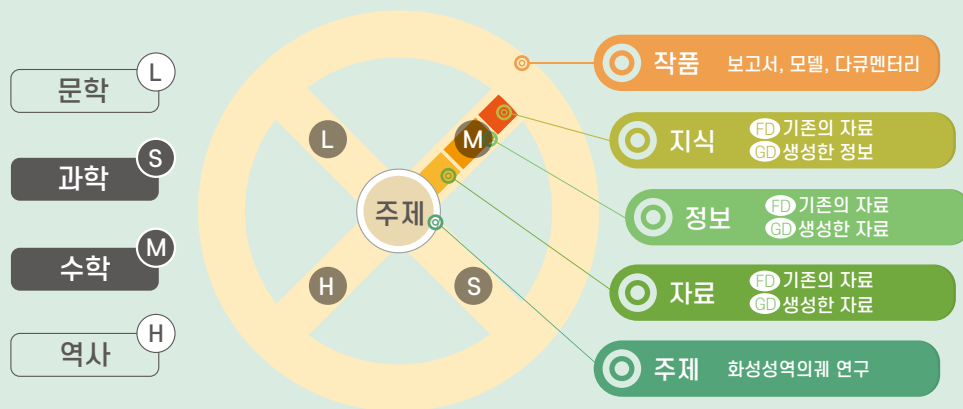 L
문학
S
과학
M
수학
H
역사
L
M
주제
H
S
작품 보고서, 모델, 다큐멘터리
지식 FD 기존의 자료
GD 생성한 정보
정보 FD 기존의 자료
GD 생성한 자료
자료 FD 기존의 자료
GD 생성한 자료
주제 화성성역의궤 연구